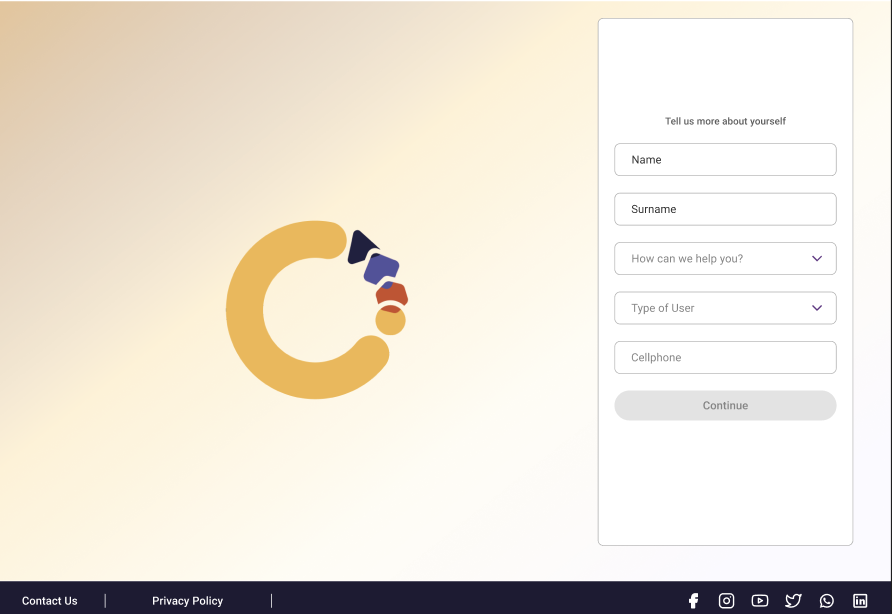 Tell us more about yourself
Name
Surname
How can we help you?
Type of User
Cellphone
Continue
Contact Us
Privacy Policy